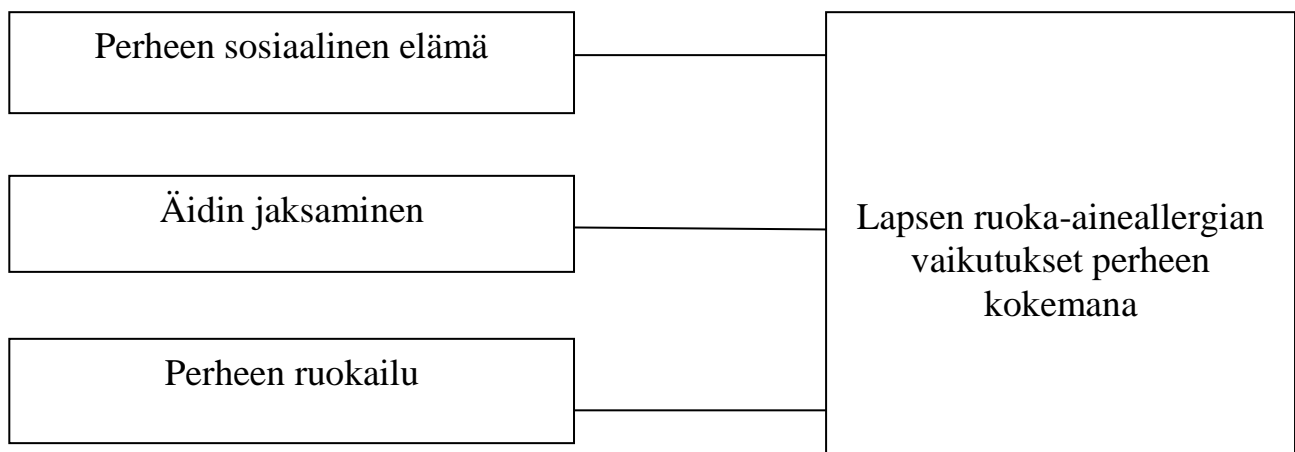 Perheen sosiaalinen elämä
Äidin jaksaminen
Perheen ruokailu
Lapsen ruoka-aineallergian
vaikutukset perheen
kokemana